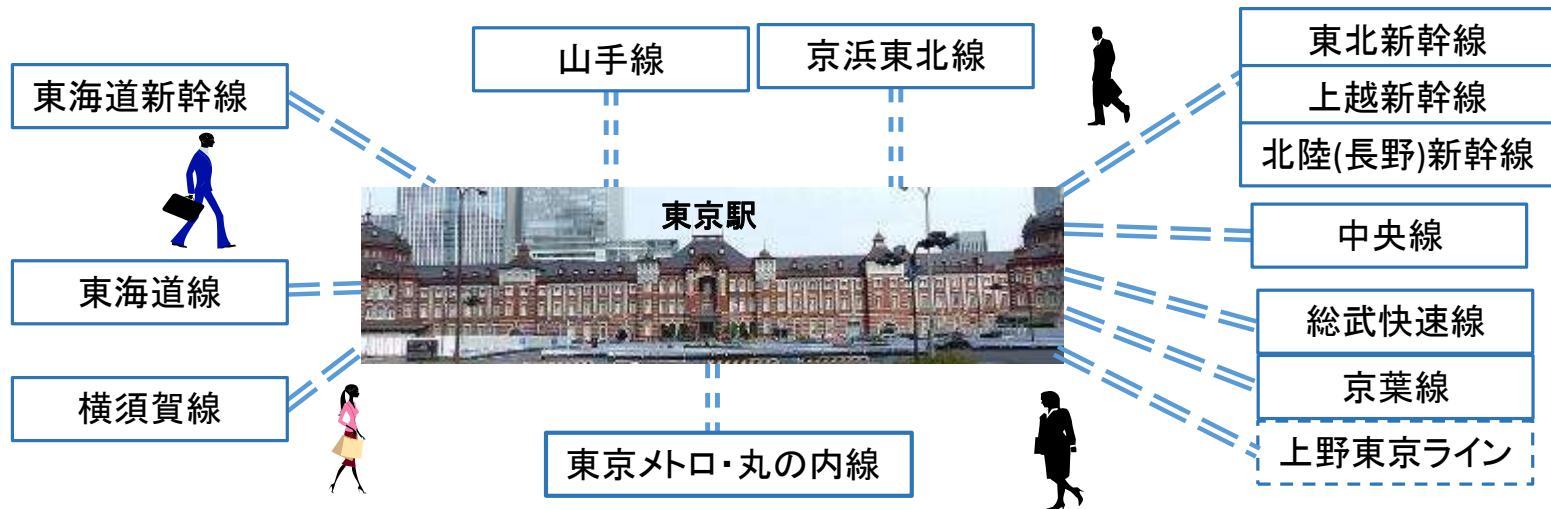 山手線
京浜東北線
東北新幹線
上越新幹線
北陸(長野)新幹線
東海道新幹線
東京駅
中央線
東海道線
総武快速線
京葉線
横須賀線
上野東京ライン
東京メトロ・丸の内線